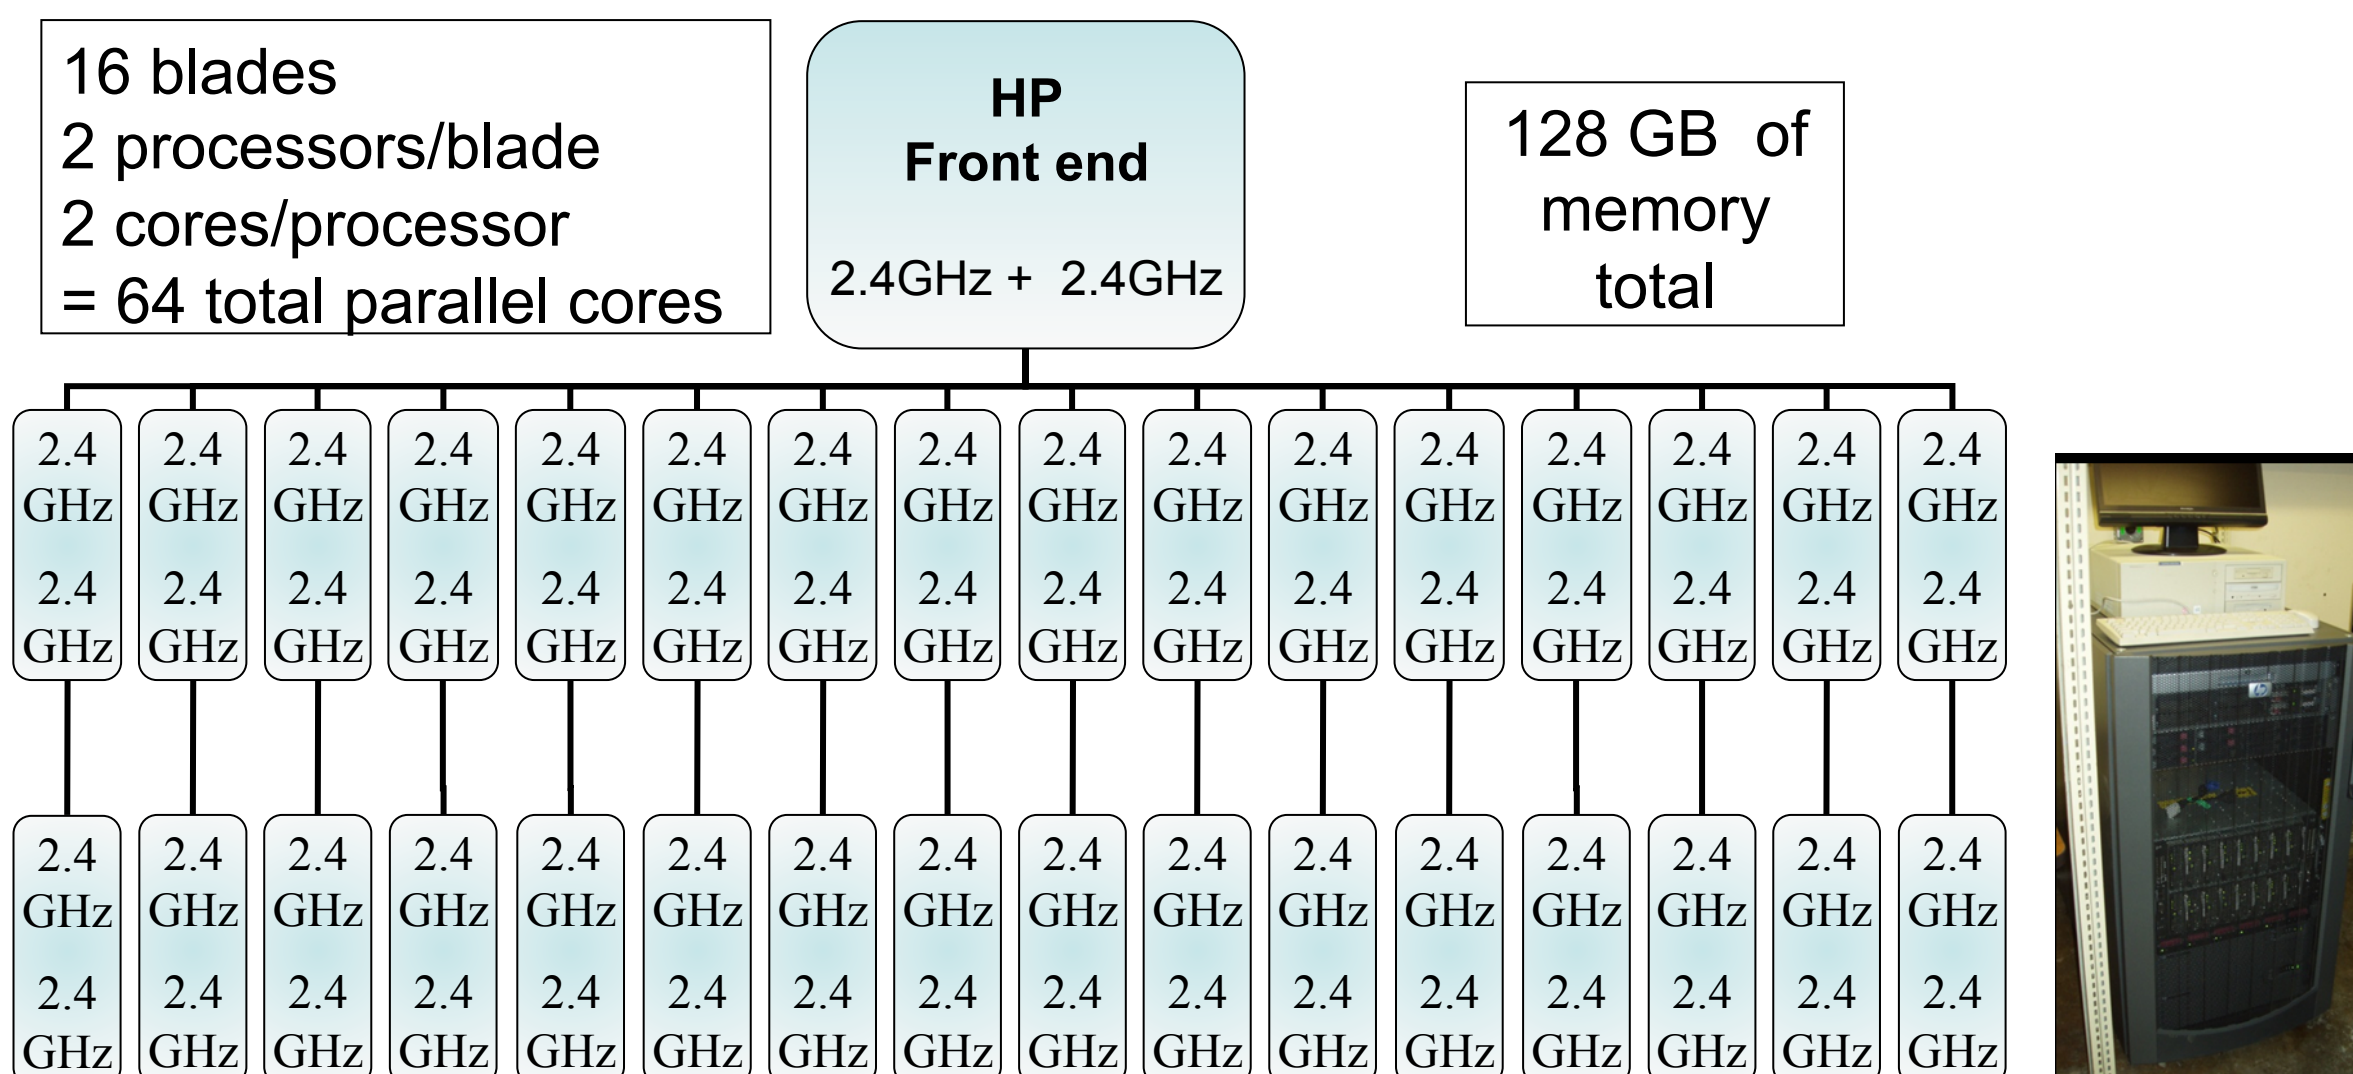 16 blades
2 processors/blade
2 cores/processor
= 64 total parallel cores
HP
Front end
2.4GHz + 2.4GHz
128 GB of
memory
total
2.4 2.4 2.4 2.4 2.4 2.4 2.4 2.4 2.4 2.4 2.4 2.4 2.4 2.4 2.4 2.4
GHz GHz GHz GHz GHz GHz GHz GHz GHz GHz GHz GHz GHz GHz GHz GHz
2.4 2.4 2.4 2.4 2.4 2.4 2.4 2.4 2.4 2.4 2.4 2.4 2.4 2.4 2.4 2.4
GHz GHz GHz GHz GHz GHz GHz GHz GHz GHz GHz GHz GHz GHz GHz GHz
2.4 2.4 2.4 2.4 2.4 2.4 2.4 2.4 2.4 2.4 2.4 2.4 2.4 2.4 2.4 2.4
GHz GHz GHz GHz GHz GHz GHz GHz GHz GHz GHz GHz GHz GHz GHz GHz
2.4 2.4 2.4 2.4 2.4 2.4 2.4 2.4 2.4 2.4 2.4 2.4 2.4 2.4 2.4 2.4
GHz GHz GHz GHz GHz GHz GHz GHz GHz GHz GHz GHz GHz GHz GHz GHz
hp